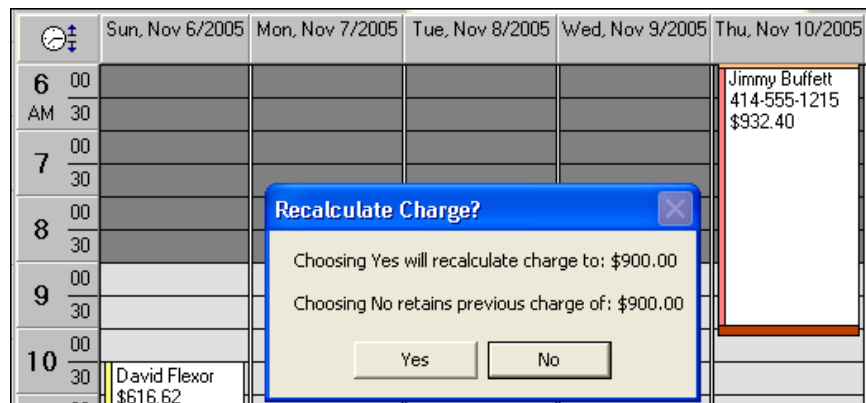 Sun, Nov 6/2005 Mon, Nov 7/2005 Tue, Nov 8/2005 Wed, Nov 9/2005 Thu, Nov 10/2005
6 00
AM 30
7 00
30
8 00
30
9 00
30
10 00
30
Jimmy Buffett
414-555-1215
$932.40
Recalculate Charge?
Choosing Yes will recalculate charge to: $900.00
Choosing No retains previous charge of: $900.00
Yes No
David Flexor
$616.62